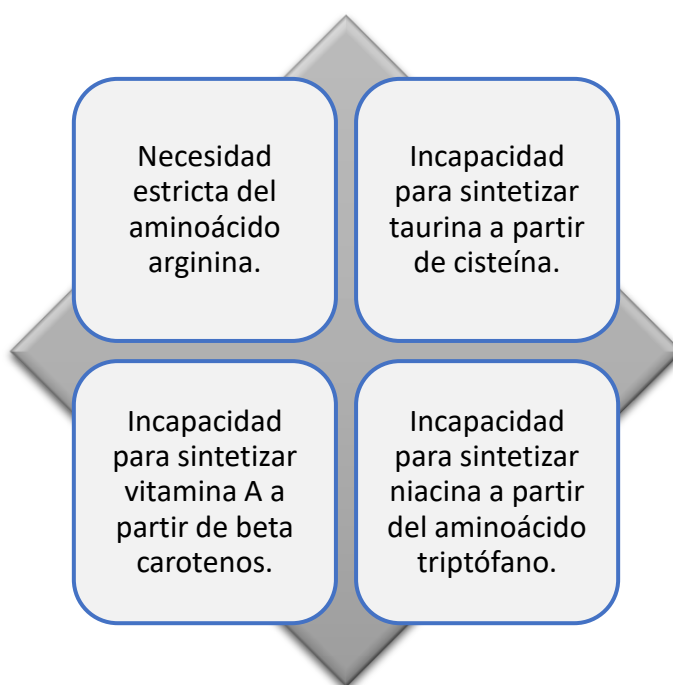 Necesidad
estricta del
aminoácido
arginina.
Incapacidad
para sintetizar
taurina a partir
de cisteína.
Incapacidad
para sintetizar
vitamina A a
partir de beta
carotenos.
Incapacidad
para sintetizar
niacina a partir
del aminoácido
triptófano.